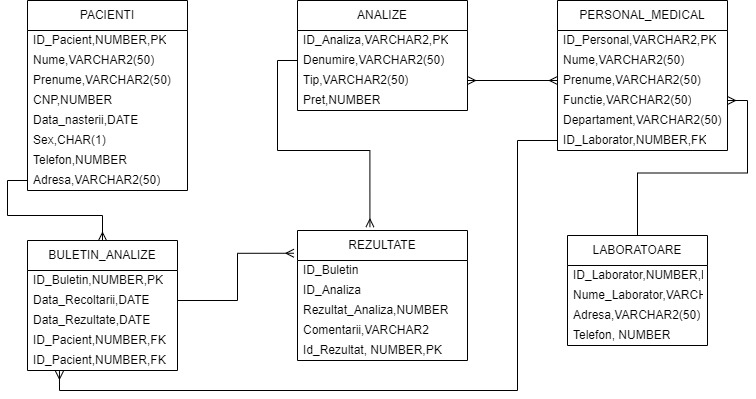 PACIENTI
ID_Pacient,NUMBER,PK
Nume,VARCHAR2(50)
Prenume,VARCHAR2(50)
CNP,NUMBER
Data_nasterii,DATE
Sex,CHAR(1)
Telefon,NUMBER
Adresa,VARCHAR2(50)
ANALIZE
ID_Analiza,VARCHAR2,PK
Denumire,VARCHAR2(50)
Tip,VARCHAR2(50)
Pret,NUMBER
PERSONAL_MEDICAL
ID_Personal,VARCHAR2,PK
Nume,VARCHAR2(50)
Prenume,VARCHAR2(50)
Functie,VARCHAR2(50)
Departament,VARCHAR2(50)
ID_Laborator,NUMBER,FK
BULETIN_ANALIZE
ID_Buletin,NUMBER,PK
Data_Recoltarii,DATE
Data_Rezultate,DATE
ID_Pacient,NUMBER,FK
ID_Pacient,NUMBER,FK
REZULTATE
ID_Buletin
ID_Analiza
Rezultat_Analiza,NUMBER
Comentarii,VARCHAR2
Id_Rezultat, NUMBER,PK
LABORATOARE
ID_Laborator,NUMBER,
Nume_Laborator,VARCH
Adresa,VARCHAR2(50)
Telefon, NUMBER